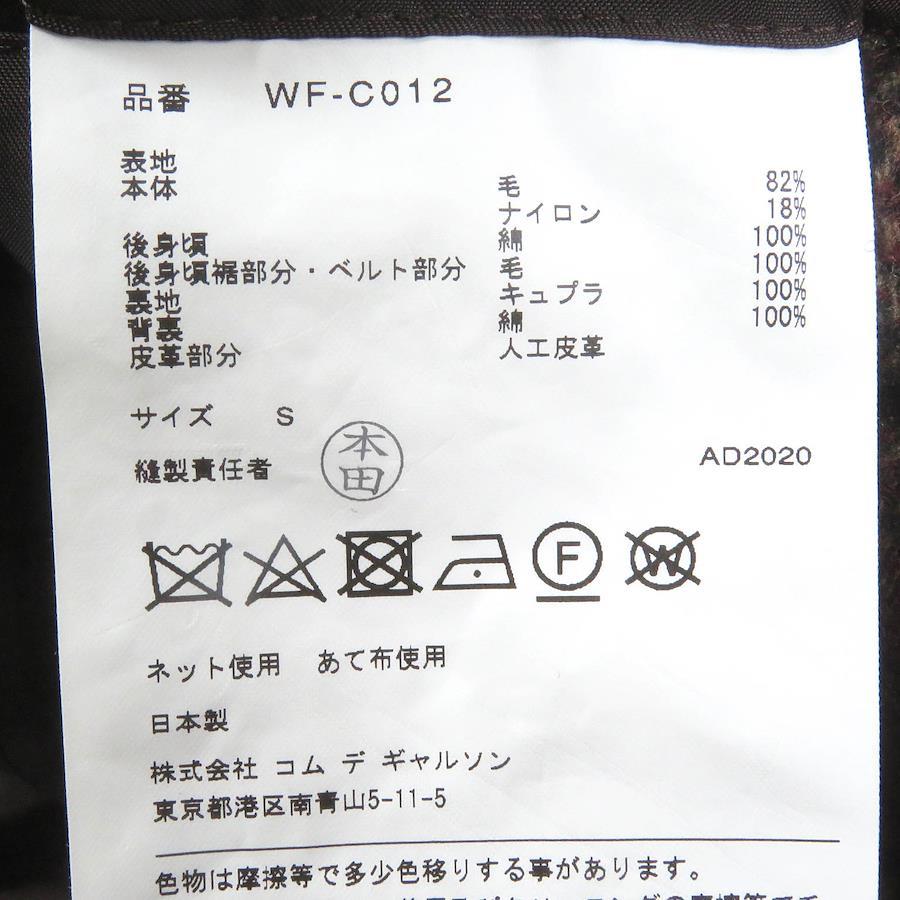 品番 WF-C012
表地
本体 毛 82%
ナイロン 18%
後身頃 綿 100%
後身頃裾部分・ベルト部分 毛 100%
裏地 キュプラ 100%
背裏 綿 100%
皮革部分 人工皮革
サイズ S
縫製責任者 本田 AD2020
F
W
ネット使用 あて布使用
日本製
株式会社 コム デ ギャルソン
東京都港区南青山5-11-5
色物は摩擦等で多少色移りする事があります。